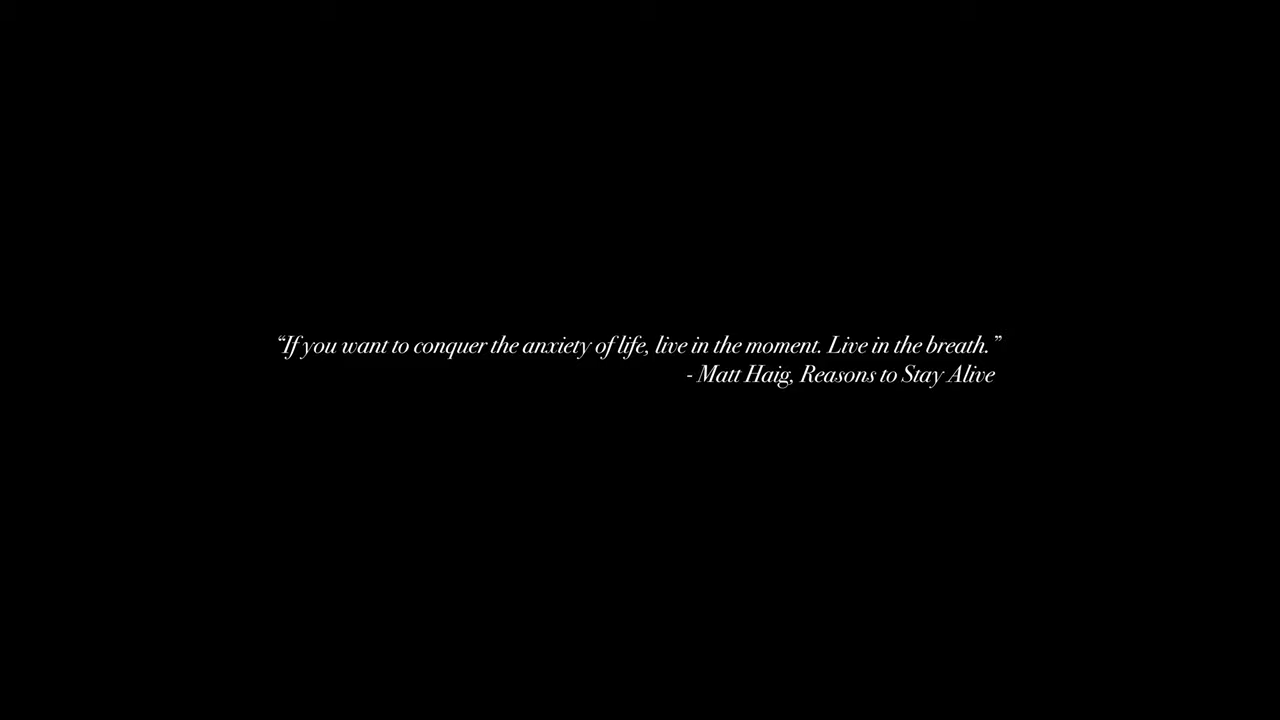 “If you want to conquer the anxiety of life, live in the moment. Live in the breath.”
- Matt Haig, Reasons to Stay Alive